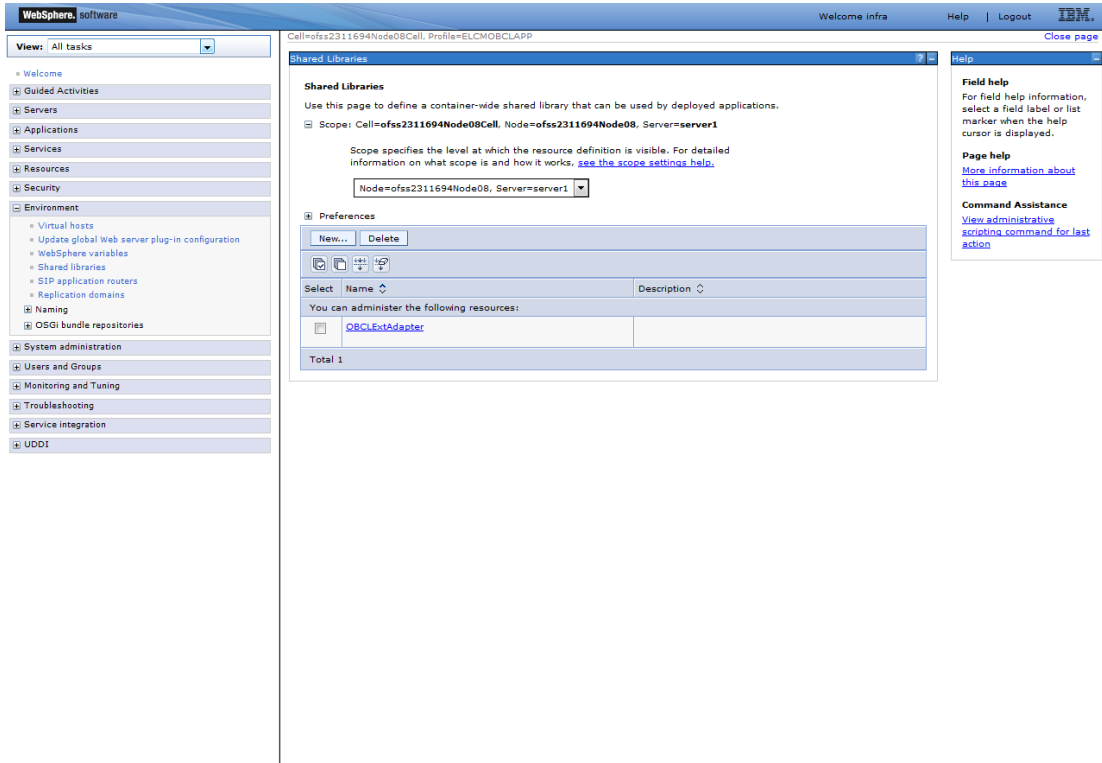 WebSphere. software
Welcome infra
Help | Logout
IBM.
View: All tasks
Welcome
Guided Activities
Servers
Applications
Services
Resources
Security
Environment
Virtual hosts
Update global Web server plug-in configuration
WebSphere variables
Shared libraries
SIP application routers
Replication domains
Naming
OSGi bundle repositories
System administration
Users and Groups
Monitoring and Tuning
Troubleshooting
Service integration
UDDI
Cell=ofss2311694Node08Cell, Profile=ELCMOBCLAPP
Close page
Shared Libraries
? -
Shared Libraries
Use this page to define a container-wide shared library that can be used by deployed applications.
Scope: Cell=ofss2311694Node08Cell, Node=ofss2311694Node08, Server=server1
Scope specifies the level at which the resource definition is visible. For detailed
information on what scope is and how it works, see the scope settings help.
Node=ofss2311694Node08, Server=server1
Preferences
New... Delete
Select Name Description
You can administer the following resources:
OBCLExtAdapter
Total 1
Help
Field help
For field help information,
select a field label or list
marker when the help
cursor is displayed.
Page help
More information about
this page
Command Assistance
View administrative
scripting command for last
action